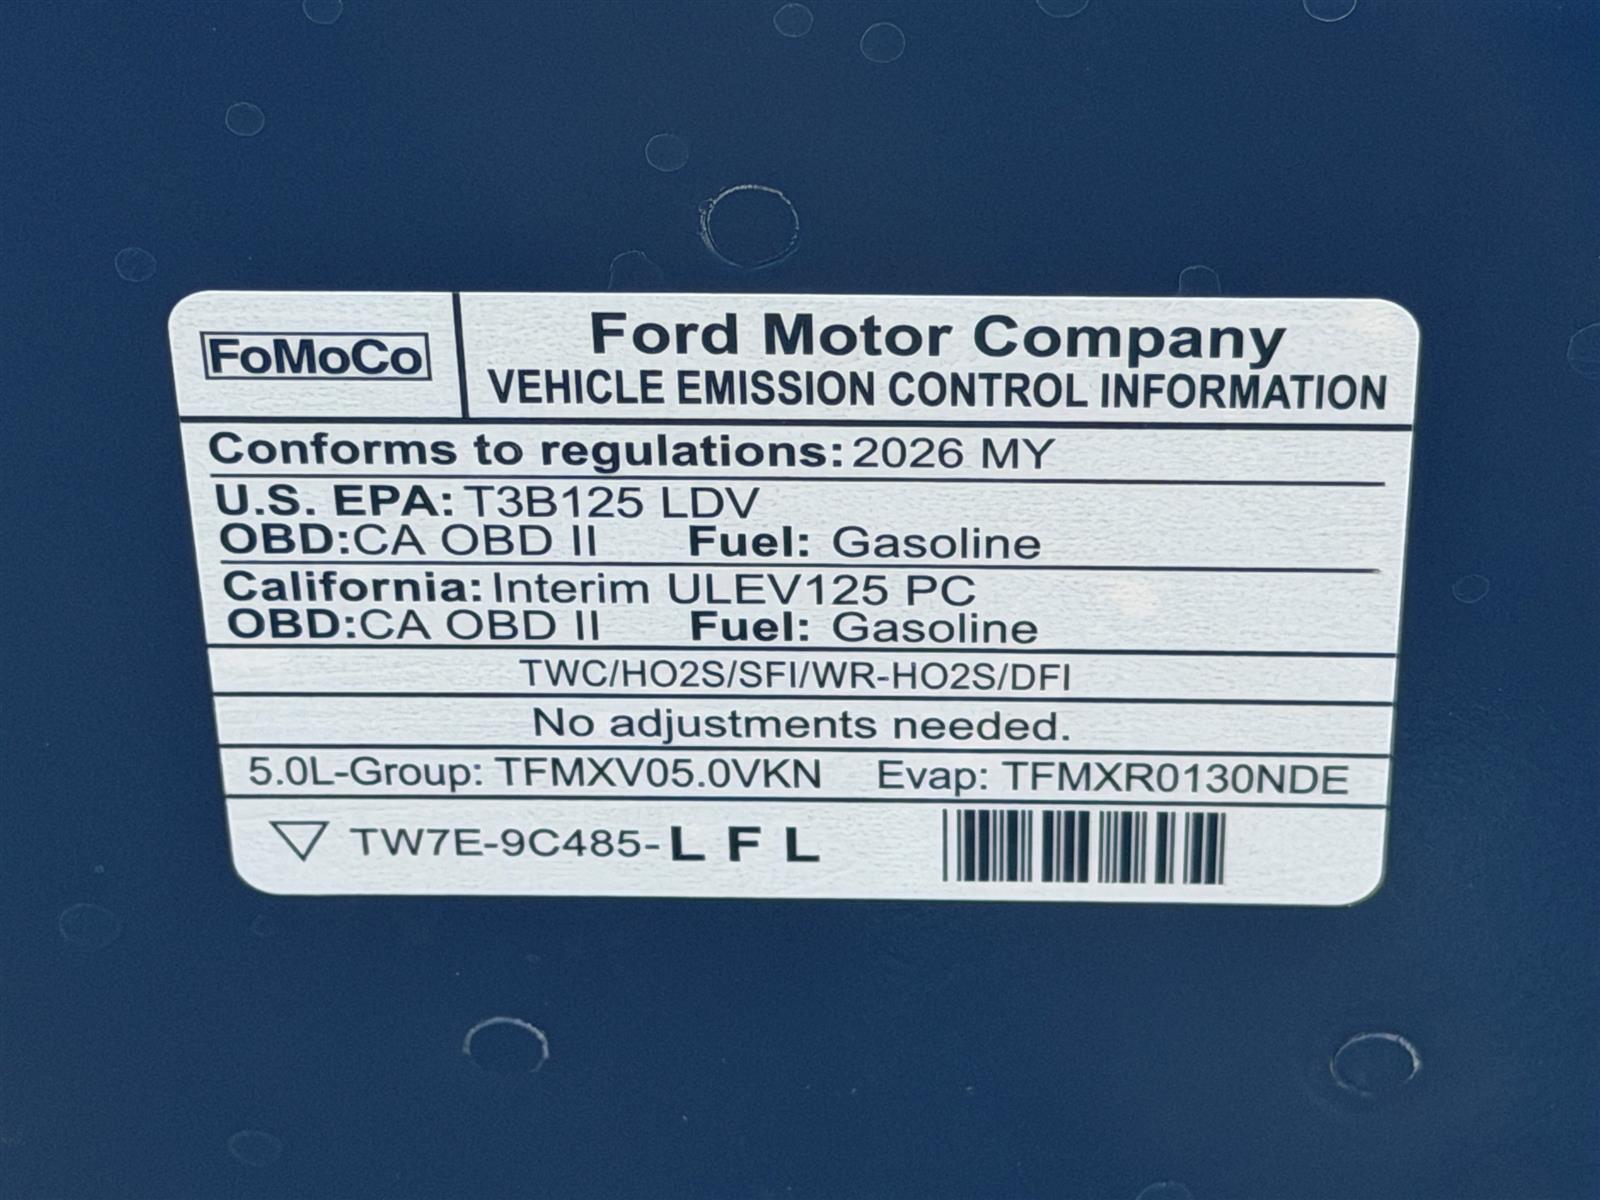 FoMoCo
Ford Motor Company
VEHICLE EMISSION CONTROL INFORMATION
Conforms to regulations: 2026 MY
U.S. EPA: T3B125 LDV
OBD:CA OBD II Fuel: Gasoline
California: Interim ULEV125 PC
OBD:CA OBD II Fuel: Gasoline
TWC/HO2S/SFI/WR-HO2S/DFI
No adjustments needed.
5.0L-Group: TFMXV05.0VKN Evap: TFMXR0130NDE
TW7E-9C485-L F L